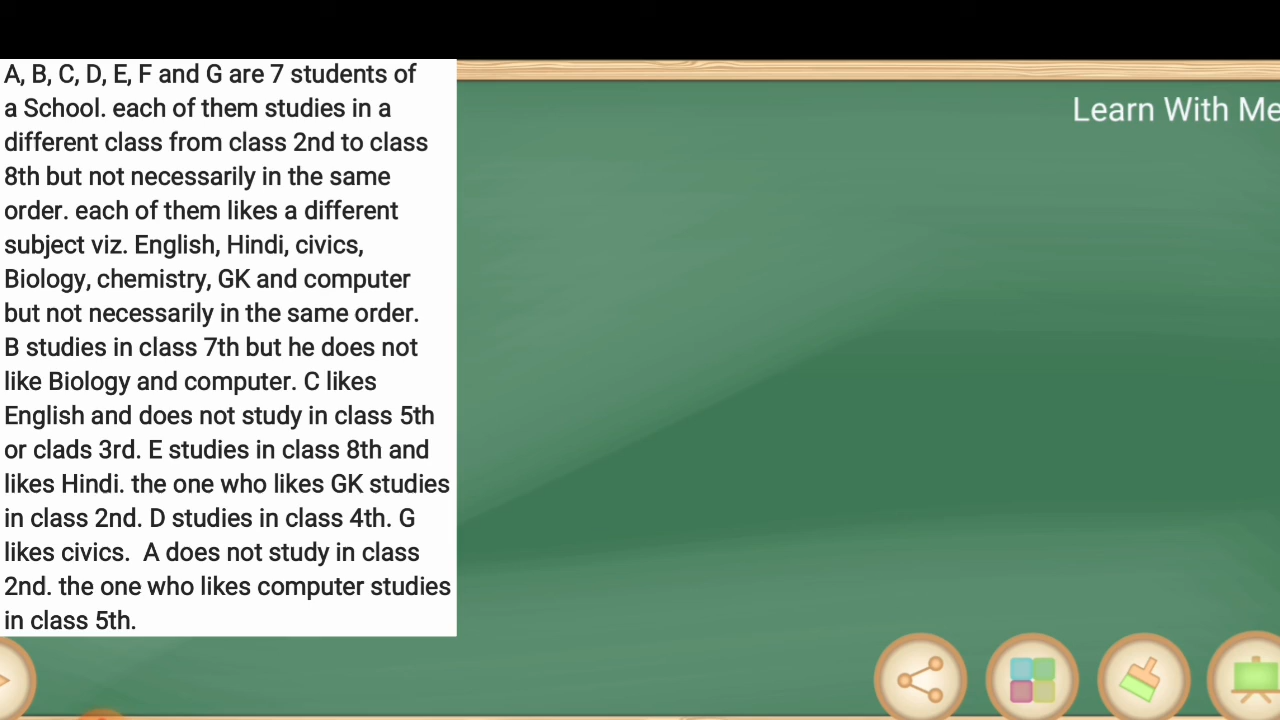 A, B, C, D, E, F and G are 7 students of
a School. each of them studies in a
different class from class 2nd to class
8th but not necessarily in the same
order. each of them likes a different
subject viz. English, Hindi, civics,
Biology, chemistry, GK and computer
but not necessarily in the same order.
B studies in class 7th but he does not
like Biology and computer. C likes
English and does not study in class 5th
or clads 3rd. E studies in class 8th and
likes Hindi. the one who likes GK studies
in class 2nd. D studies in class 4th. G
likes civics. A does not study in class
2nd. the one who likes computer studies
in class 5th.
Learn With Me